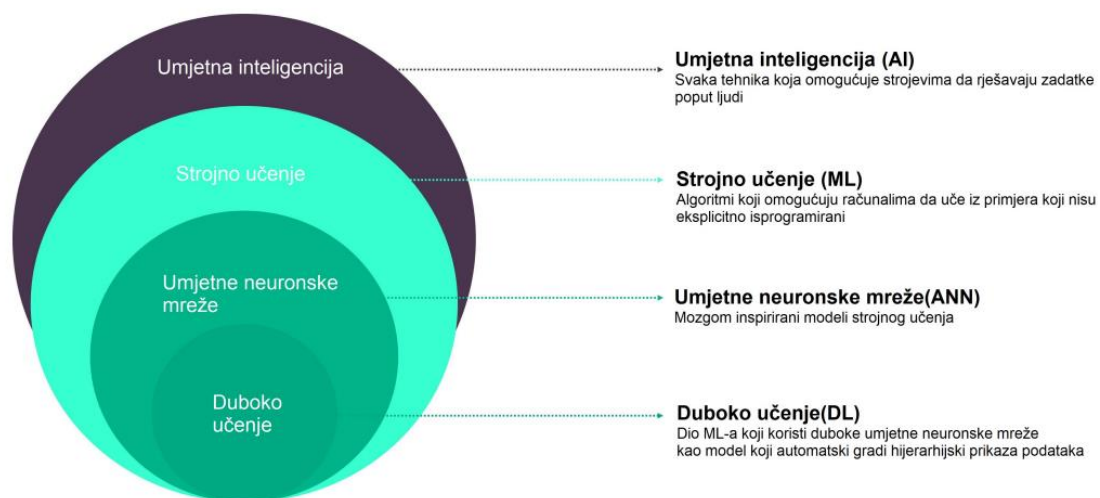 Umjetna inteligencija
Strojno učenje
Umjetne neuronske
mreže
Duboko
učenje
Umjetna inteligencija (AI)
Svaka tehnika koja omogućuje strojevima da rješavaju zadatke
poput ljudi
Strojno učenje (ML)
Algoritmi koji omogućuju računalima da uče iz primjera koji nisu
eksplicitno isprogramirani
Umjetne neuronske mreže(ANN)
Mozgom inspirirani modeli strojnog učenja
Duboko učenje(DL)
Dio ML-a koji koristi duboke umjetne neuronske mreže
kao model koji automatski gradi hijerarhijski prikaza podataka